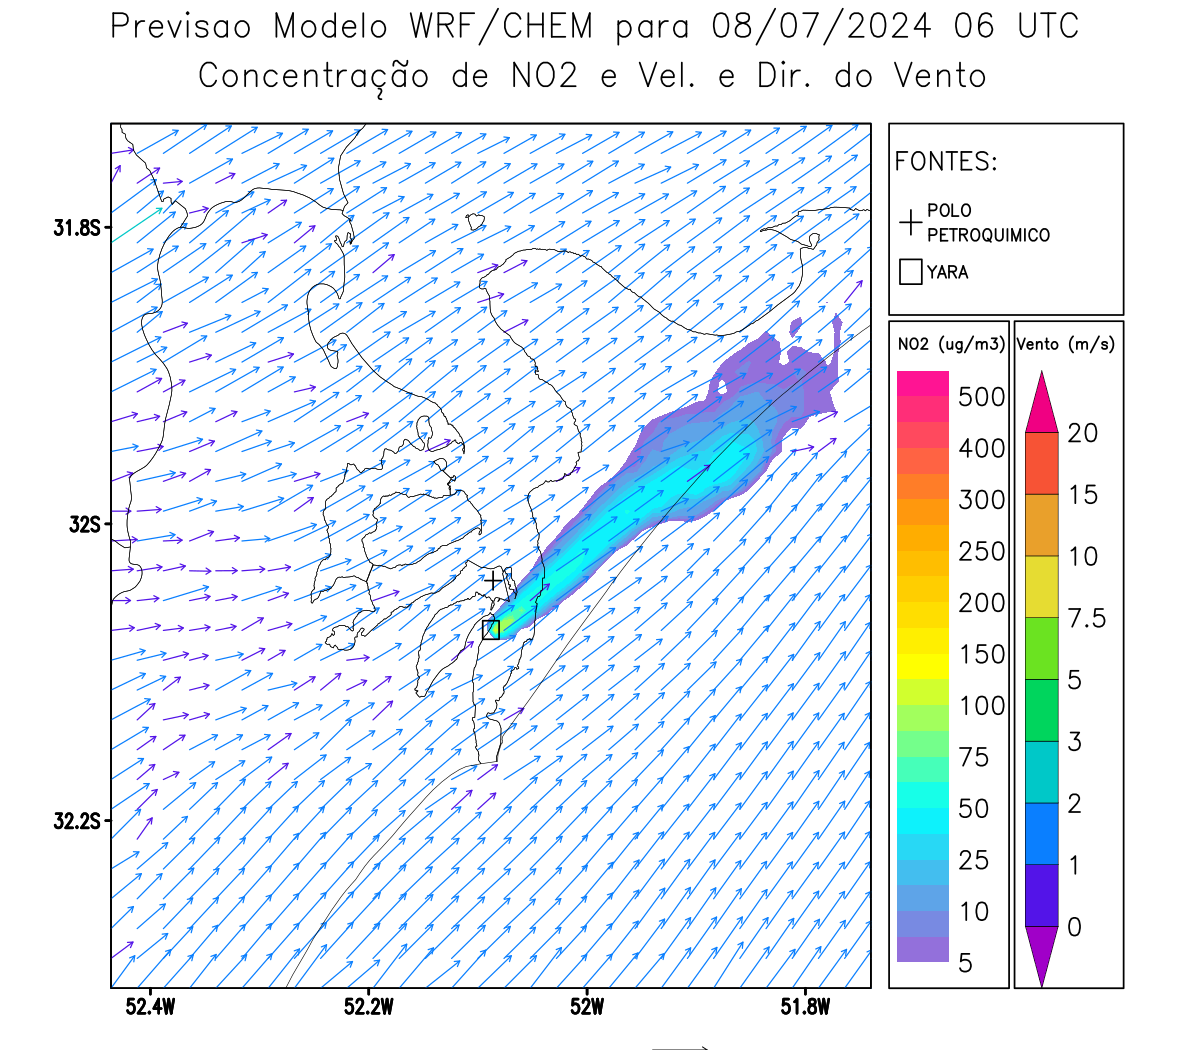 Previsao Modelo WRF/CHEM para 08/07/2024 06 UTC
Concentração de NO2 e Vel. e Dir. do Vento
31.8S
32S
32.2S
52.4W
52.2W
52W
51.8W
FONTES:
POLO
PETROQUIMICO
YARA
NO2 (ug/m3)
500
400
300
250
200
150
100
75
50
25
10
5
Vento (m/s)
20
15
10
7.5
5
3
2
1
0